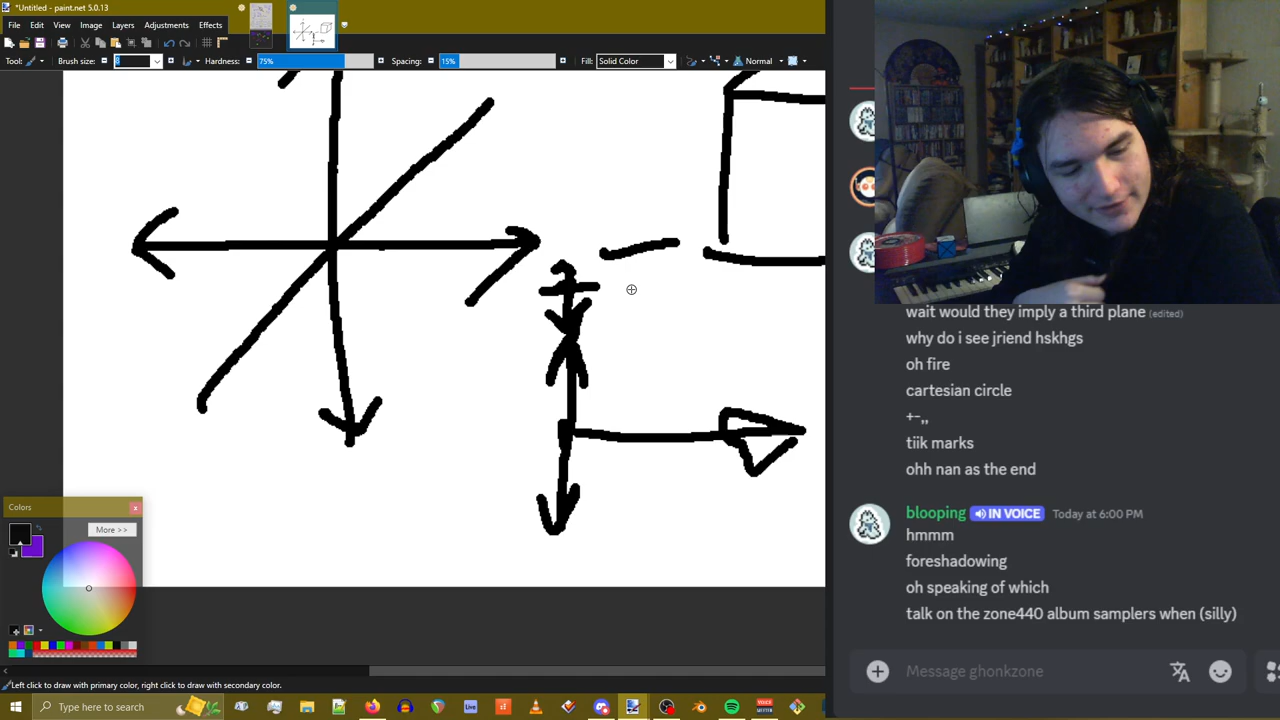 *Untitled - paint.net 5.0.13
File Edit View Image Layers Adjustments Effects
Tool: Brush size: Hardness: 75% Spacing: 15% Fill: Solid Color Normal
wait would they imply a third plane (edited)
why do i see jriend hskhgs
oh fire
cartesian circle
+-,,
tiik marks
ohh nan as the end
blooping IN VOICE Today at 6:00 PM
hmmm
foreshadowing
oh speaking of which
talk on the zone440 album samplers when (silly)
Message ghonkzone
Colors
More >>
Left click to draw with primary color, right click to draw with secondary color.
Type here to search
Live